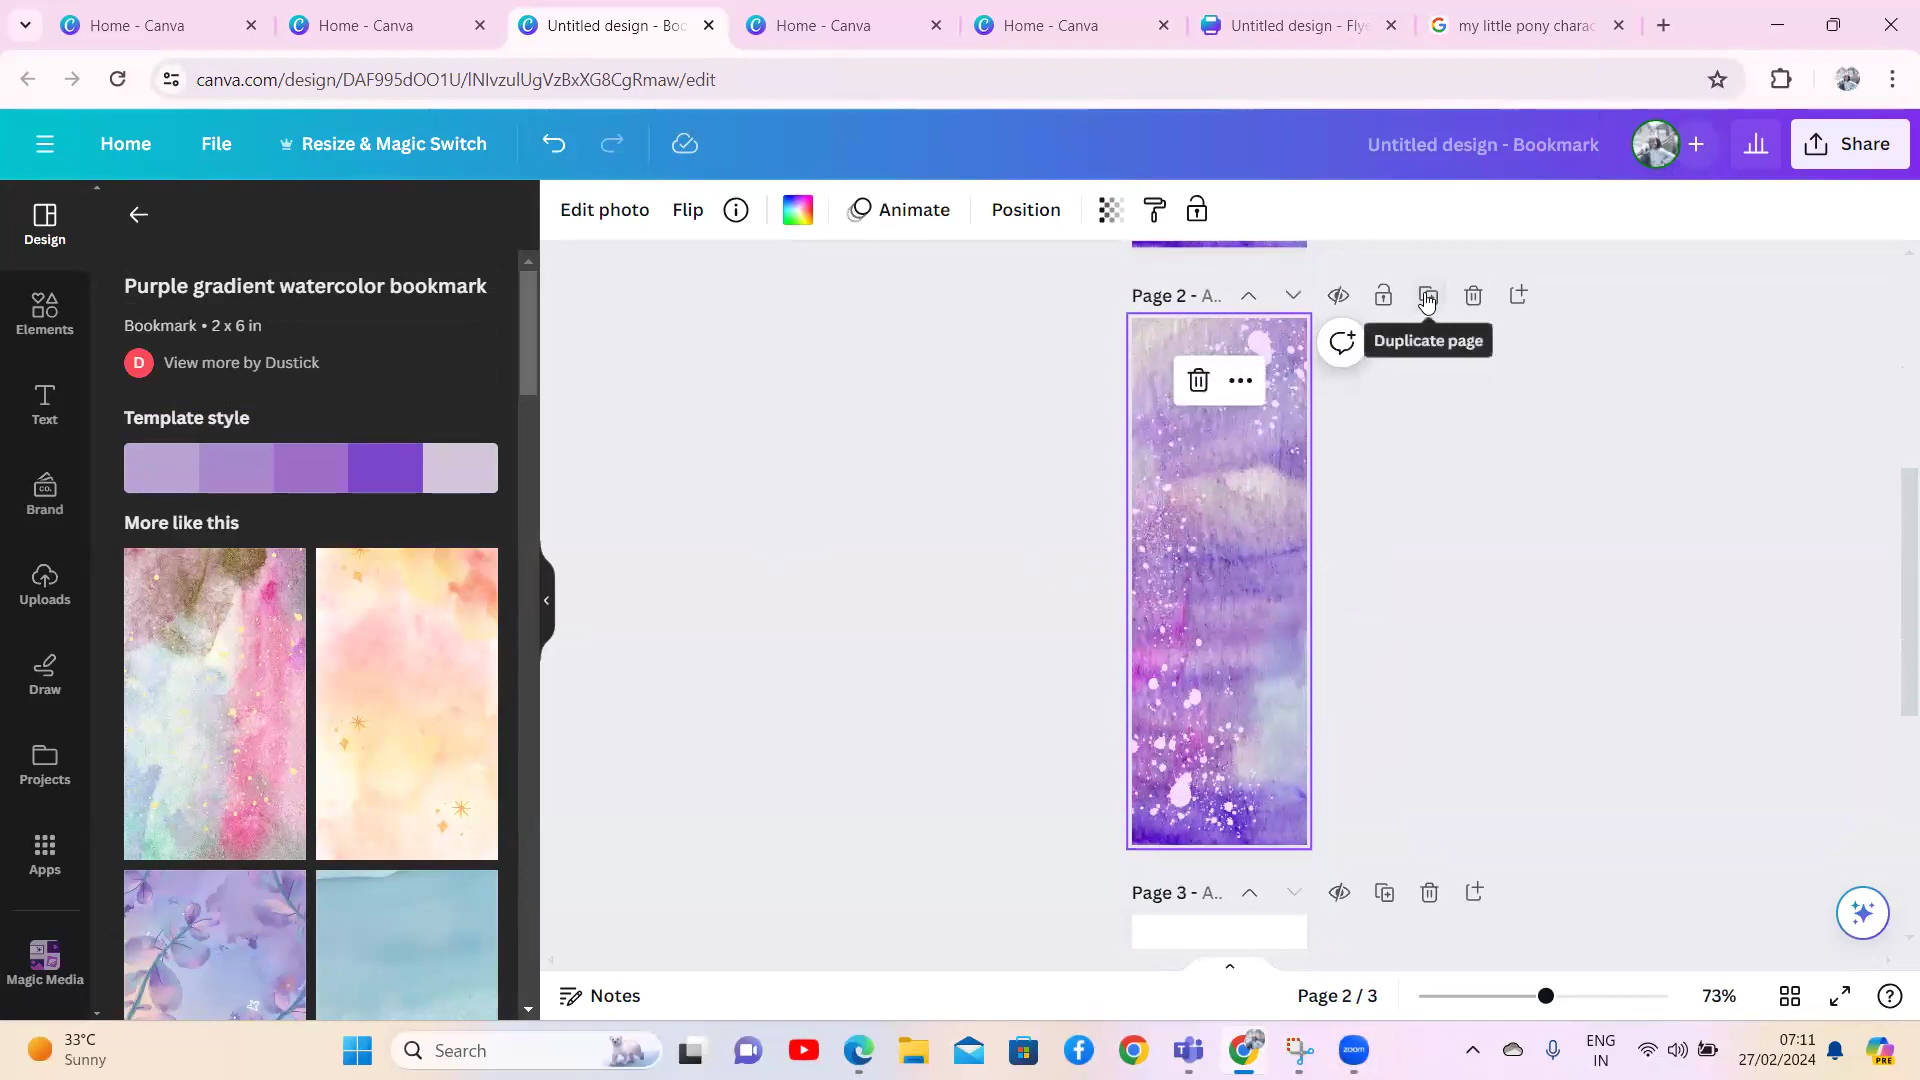 Home - Canva
Home - Canva
Untitled design - Boo
Home - Canva
Home - Canva
Untitled design - Flye
my little pony charac
canva.com/design/DAF995dOO1U/lNIvzulUgVzBxXG8CgRmaw/edit
Home
File
Resize & Magic Switch
Untitled design - Bookmark
Share
Design
Elements
Text
Brand
Uploads
Draw
Projects
Apps
Magic Media
Purple gradient watercolor bookmark
Bookmark • 2 x 6 in
D
View more by Dustick
Template style
More like this
Edit photo
Flip
Animate
Position
Page 2 - A..
Duplicate page
Page 3 - A..
Notes
Page 2 / 3
73%
33°C
Sunny
Search
zoom
ENG
IN
07:11
27/02/2024
PRE